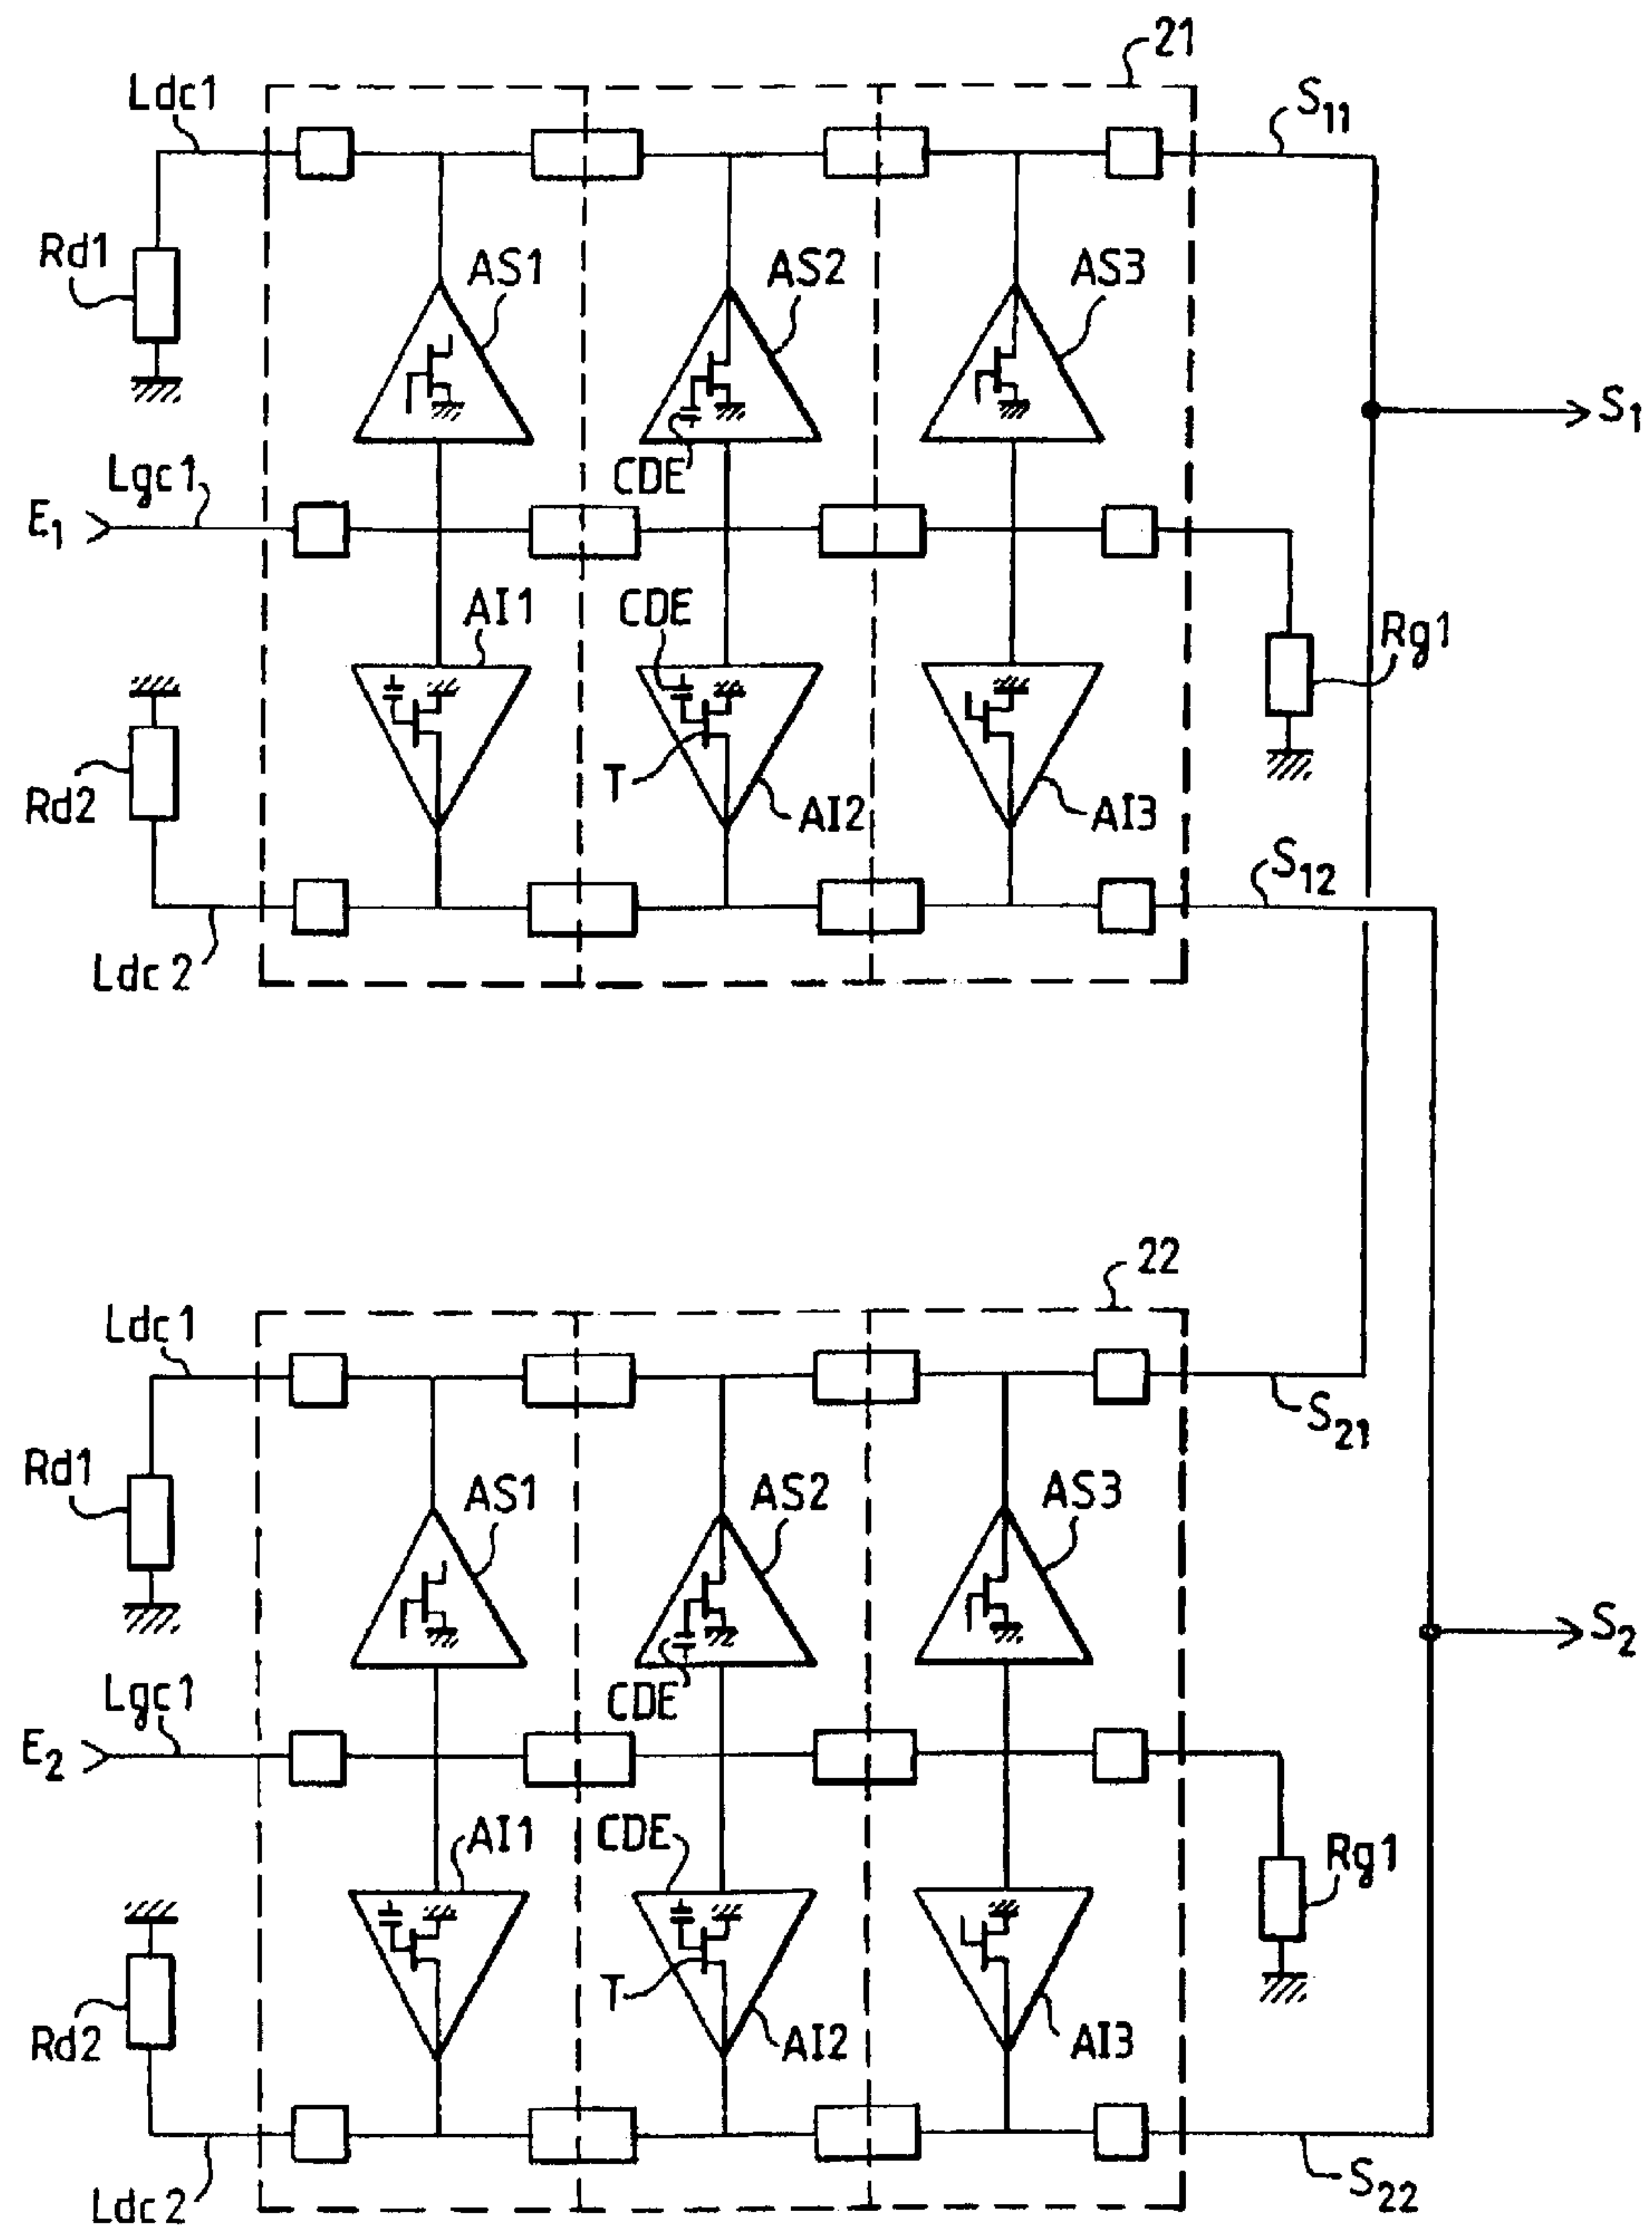 21
Ldc1
S11
Rd1
AS1
AS2
AS3
S1
CDE
Lgc1
E1
AI1
CDE
Rg1
T
Rd2
AI2
AI3
S12
Ldc2
22
Ldc1
S21
Rd1
AS1
AS2
AS3
S2
CDE
Lgc1
E2
AI1
CDE
Rg1
T
Rd2
AI2
AI3
S22
Ldc2